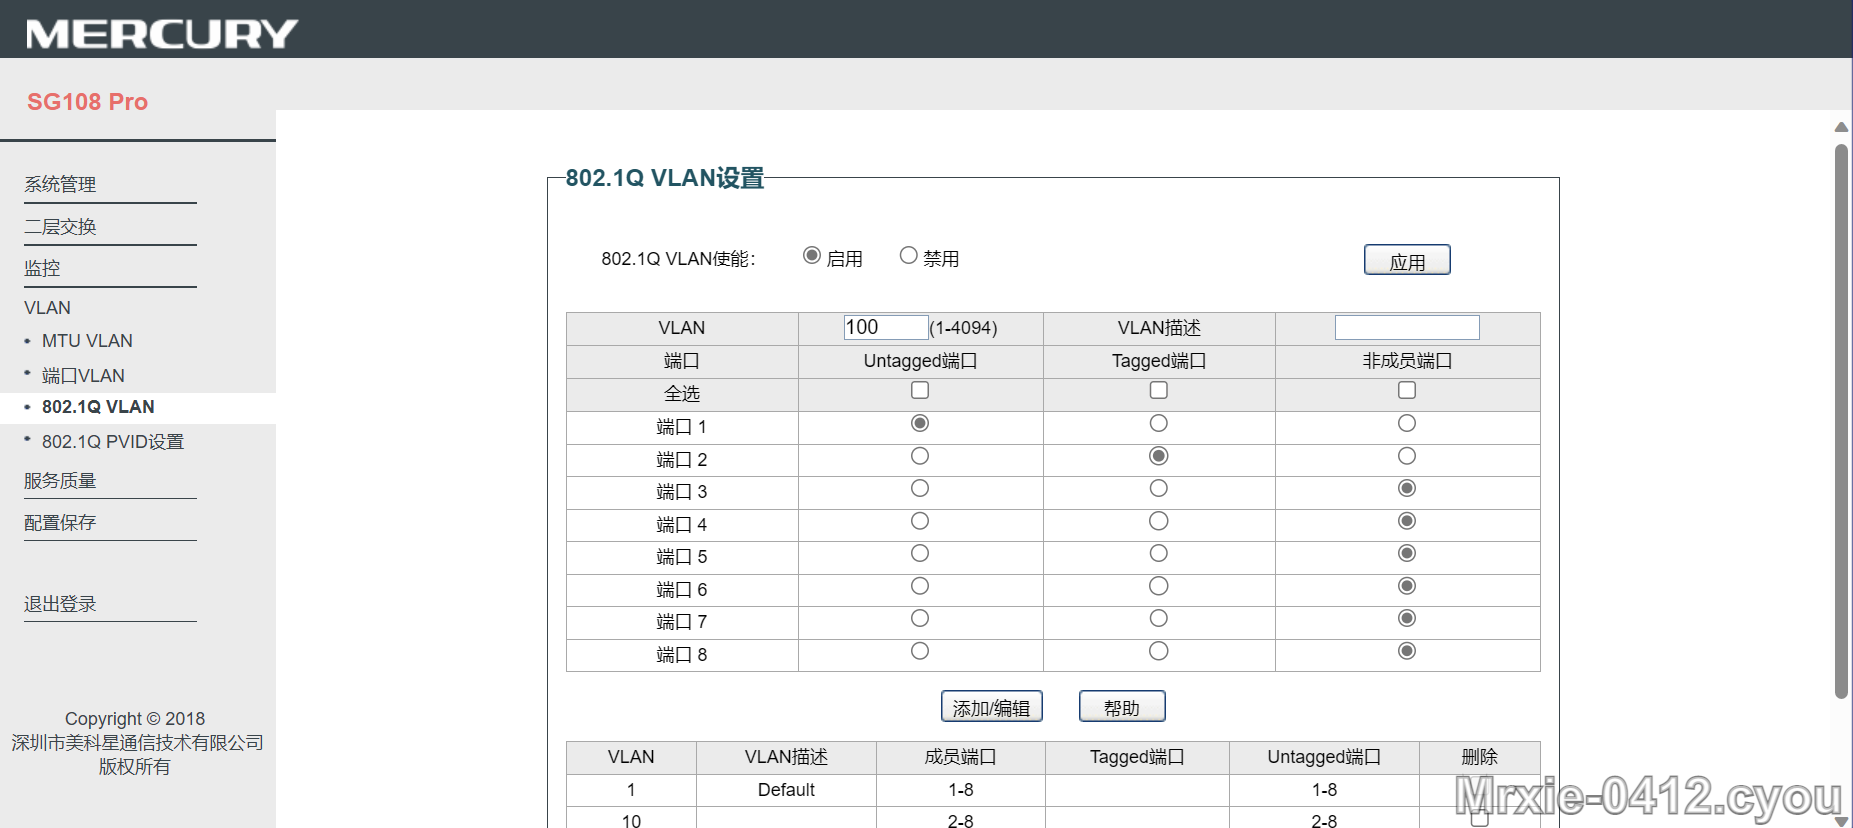 MERCURY
SG108 Pro
系统管理
二层交换
监控
VLAN
MTU VLAN
端口VLAN
802.1Q VLAN
802.1Q PVID设置
服务质量
配置保存
退出登录
Copyright © 2018
深圳市美科星通信技术有限公司
版权所有
802.1Q VLAN设置
802.1Q VLAN使能： 启用 禁用 应用
VLAN 100 (1-4094) VLAN描述
端口 Untagged端口 Tagged端口 非成员端口
全选
端口 1
端口 2
端口 3
端口 4
端口 5
端口 6
端口 7
端口 8
添加/编辑 帮助
VLAN VLAN描述 成员端口 Tagged端口 Untagged端口 删除
1 Default 1-8 1-8
10 2-8 2-8
Mrxie-0412.cyou